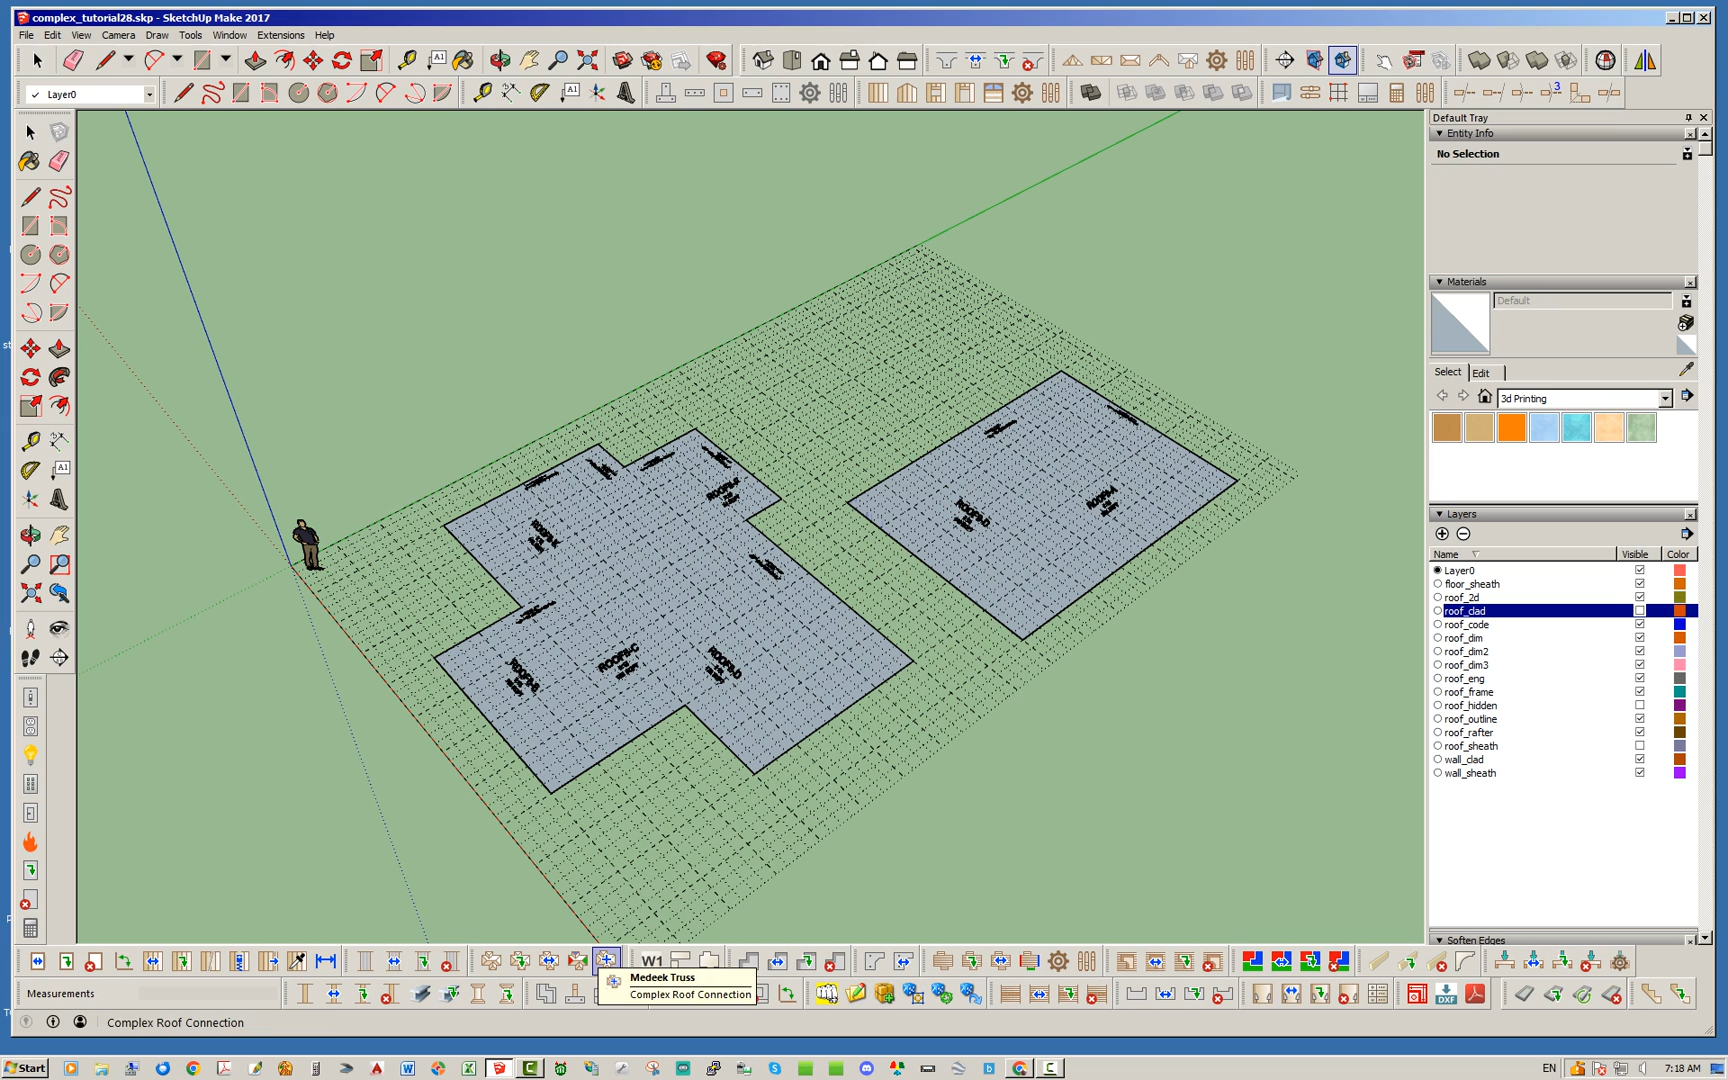 complex_tutorial28.skp - SketchUp Make 2017
File Edit View Camera Draw Tools Window Extensions Help
Layer0
Default Tray
Entity Info
No Selection
Materials
Default
Select Edit
3d Printing
Layers
Name Visible Color
Layer0
floor_sheath
roof_2d
roof_clad
roof_code
roof_dim
roof_dim2
roof_dim3
roof_eng
roof_frame
roof_hidden
roof_outline
roof_rafter
roof_sheath
wall_clad
wall_sheath
Soften Edges
W1
Medeek Truss
Complex Roof Connection
Measurements
DXF
Complex Roof Connection
Start
EN
7:18 AM